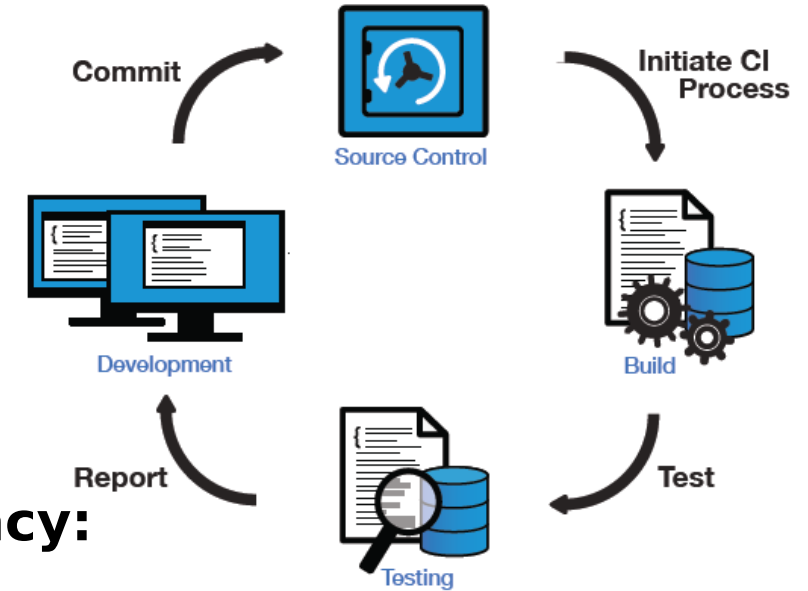 Commit
Initiate CI
Process
Source Control
{
{
{
Development
Build
{
Report
Test
cy:
Testing